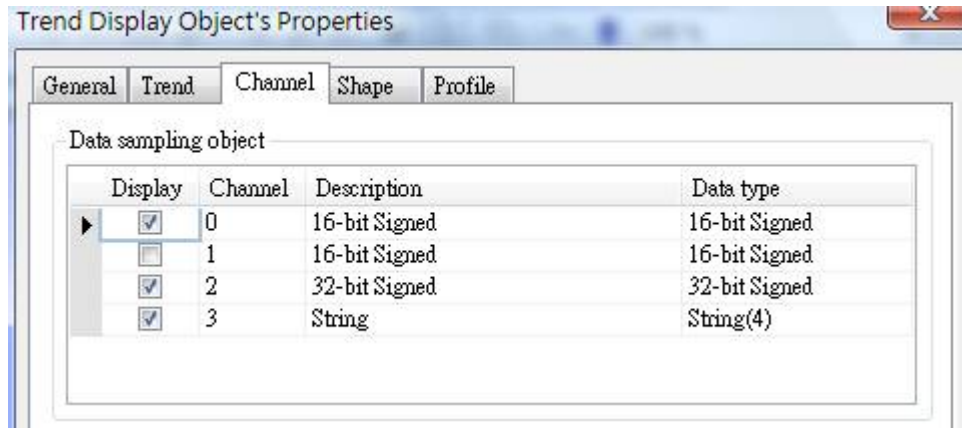 Trend Display Object's Properties
General Trend Channel Shape Profile
Data sampling object
Display Channel Description Data type
0 16-bit Signed 16-bit Signed
1 16-bit Signed 16-bit Signed
2 32-bit Signed 32-bit Signed
3 String String(4)